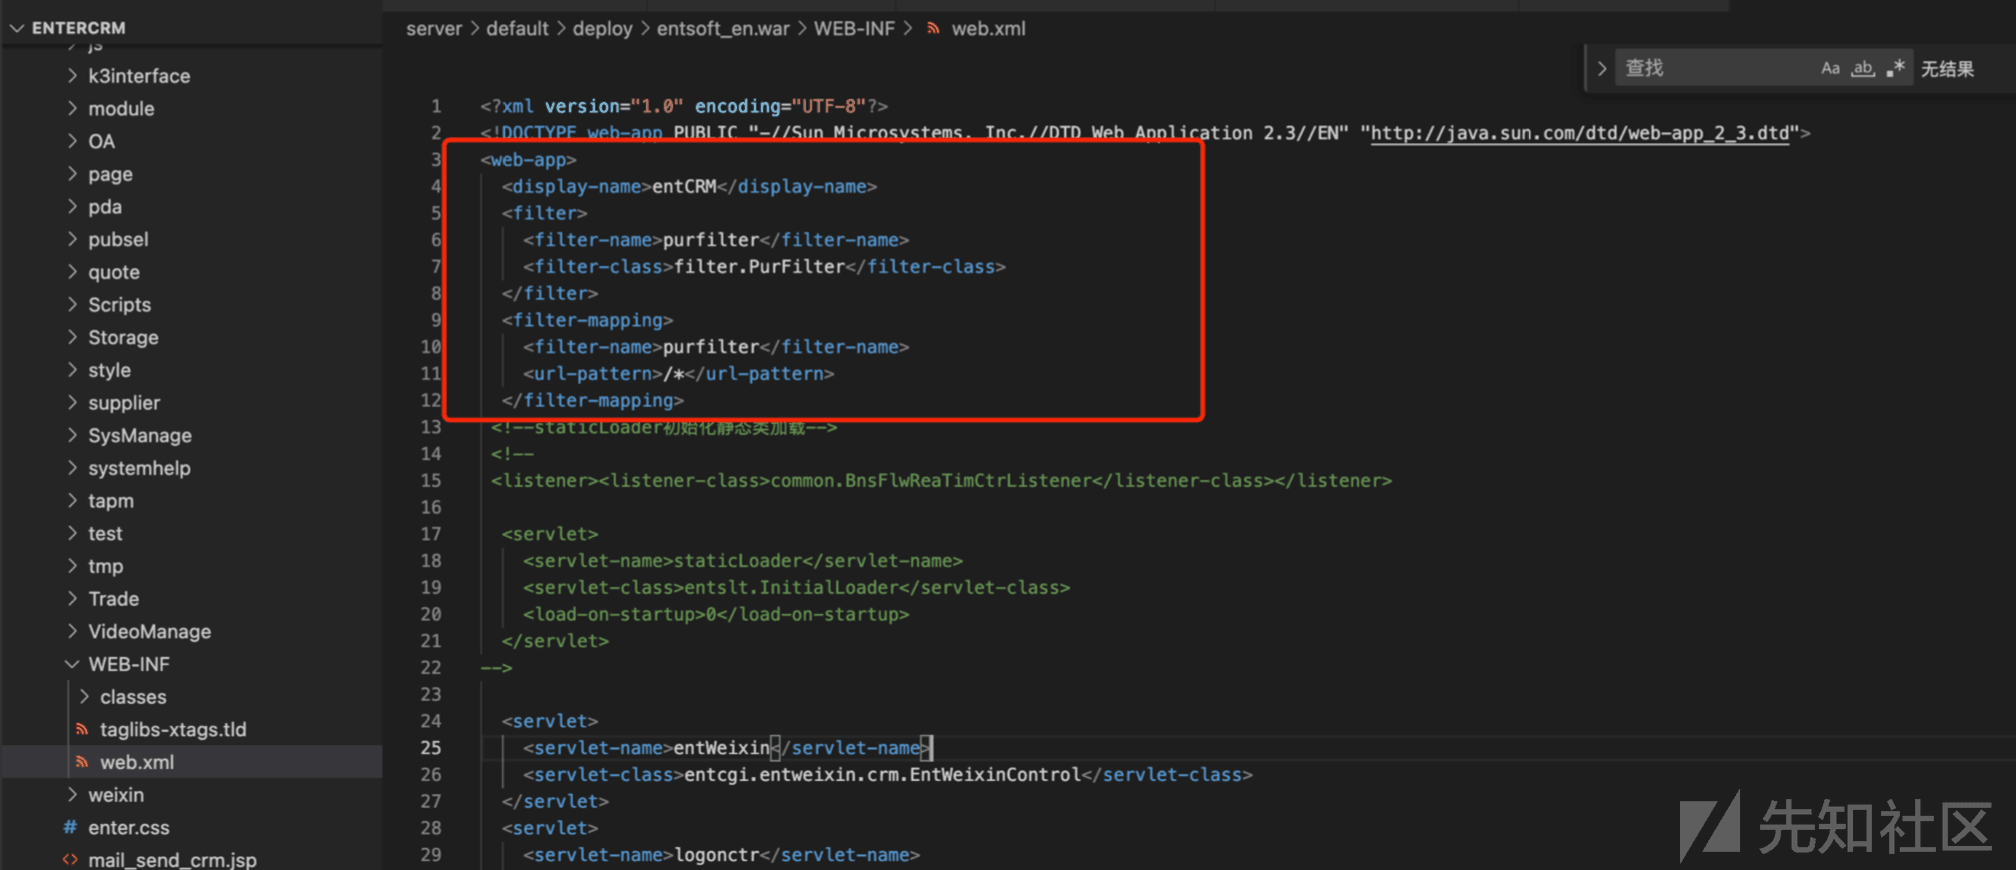 ENTERCRM
js
k3interface
module
OA
page
pda
pubsel
quote
Scripts
Storage
style
supplier
SysManage
systemhelp
tapm
test
tmp
Trade
VideoManage
WEB-INF
classes
taglibs-xtags.tld
web.xml
weixin
# enter.css
<> mail_send_crm.jsp
server > default > deploy > entsoft_en.war > WEB-INF > web.xml
查找 Aa ab .* 无结果
1 <?xml version="1.0" encoding="UTF-8"?>
2 <!DOCTYPE web-app PUBLIC "-//Sun Microsystems, Inc.//DTD Web Application 2.3//EN" "http://java.sun.com/dtd/web-app_2_3.dtd">
3 <web-app>
4 <display-name>entCRM</display-name>
5 <filter>
6 <filter-name>purfilter</filter-name>
7 <filter-class>filter.PurFilter</filter-class>
8 </filter>
9 <filter-mapping>
10 <filter-name>purfilter</filter-name>
11 <url-pattern>/*</url-pattern>
12 </filter-mapping>
13 <!--staticLoader初始化静态类加载-->
14 <!--
15 <listener><listener-class>common.BnsFlwReaTimCtrListener</listener-class></listener>
16
17 <servlet>
18 <servlet-name>staticLoader</servlet-name>
19 <servlet-class>entslt.InitialLoader</servlet-class>
20 <load-on-startup>0</load-on-startup>
21 </servlet>
22 -->
23
24 <servlet>
25 <servlet-name>entWeixin</servlet-name>
26 <servlet-class>entcgi.entweixin.crm.EntWeixinControl</servlet-class>
27 </servlet>
28 <servlet>
29 <servlet-name>logonctr</servlet-name>
先知社区